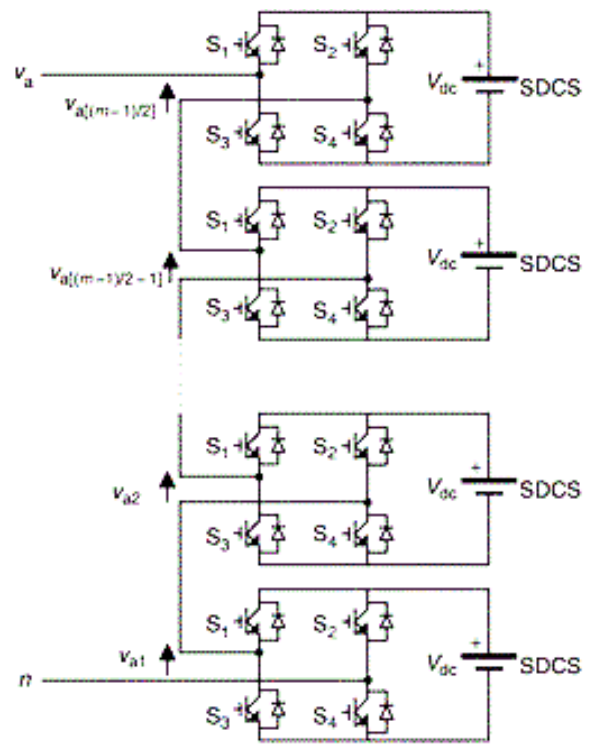 S1 S2
+
va Vdc SDCS
va[(m-1)/2]
S3 S4
S1 S2
+
va[(m-1)/2-1] Vdc SDCS
S3 S4
S1 S2
+
va2 Vdc SDCS
S3 S4
S1 S2
+
va1 Vdc SDCS
n
S3 S4